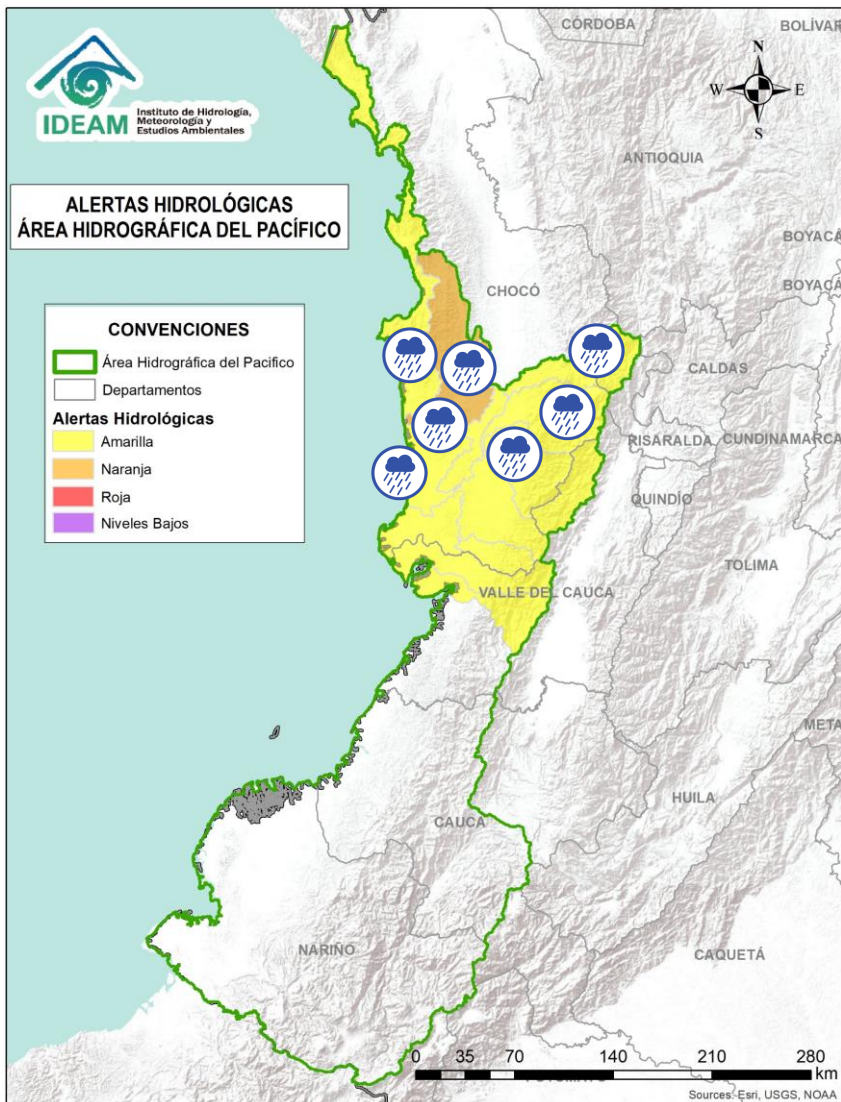 CÓRDOBA
BOLÍVAR
IDEAM
Instituto de Hidrología,
Meteorología y
Estudios Ambientales
N
W
E
S
ANTIOQUIA
ALERTAS HIDROLÓGICAS
ÁREA HIDROGRÁFICA DEL PACÍFICO
BOYACÁ
BOYACÁ
CHOCÓ
CONVENCIONES
Área Hidrográfica del Pacifico
Departamentos
Alertas Hidrológicas
Amarilla
Naranja
Roja
Niveles Bajos
CALDAS
RISARALDA
CUNDINAMARCA
QUINDÍO
TOLIMA
VALLE DEL CAUCA
META
HUILA
CAUCA
NARIÑO
CAQUETÁ
0 35 70 140 210 280
km
Sources: Esri, USGS, NOAA